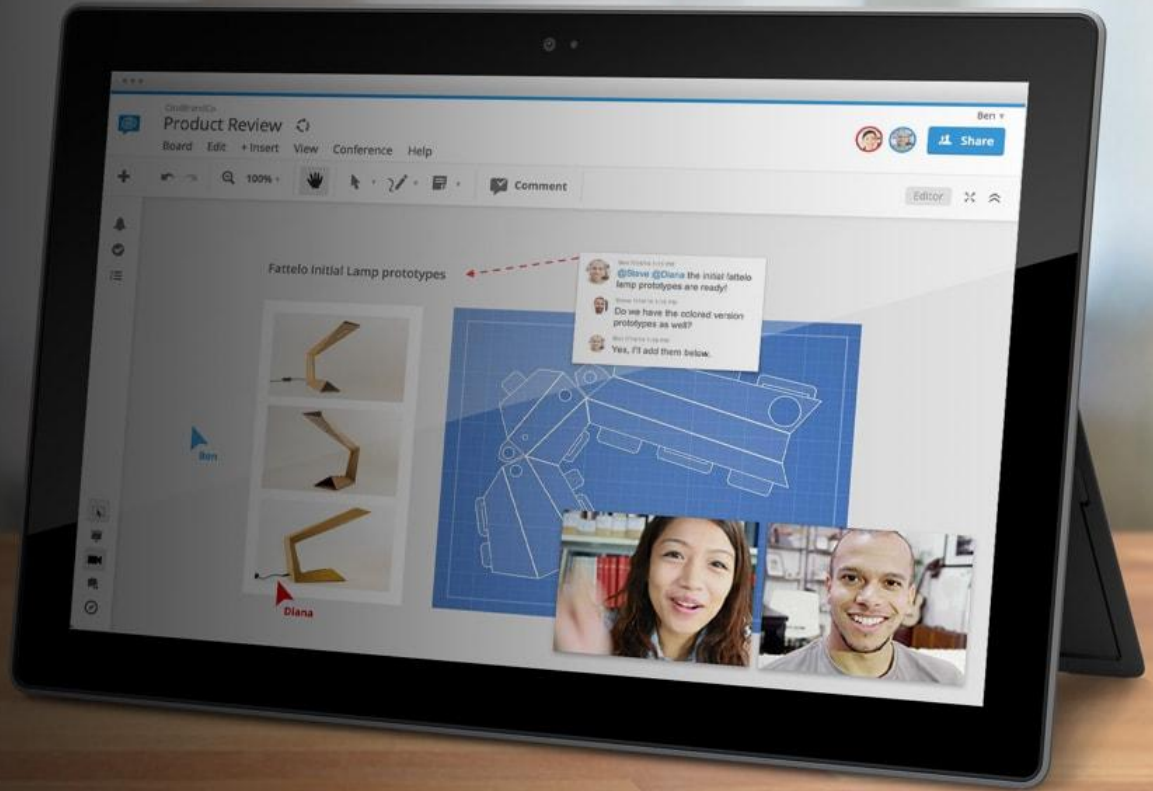 CoolBrandCo
Ben
Product Review
Share
Board Edit + Insert View Conference Help
100%
Comment
Editor
Fattelo Initial Lamp prototypes
@Steve @Diana the initial fattelo
lamp prototypes are ready!
Do we have the colored version
prototypes as well?
Yes, I'll add them below.
Ben
Diana